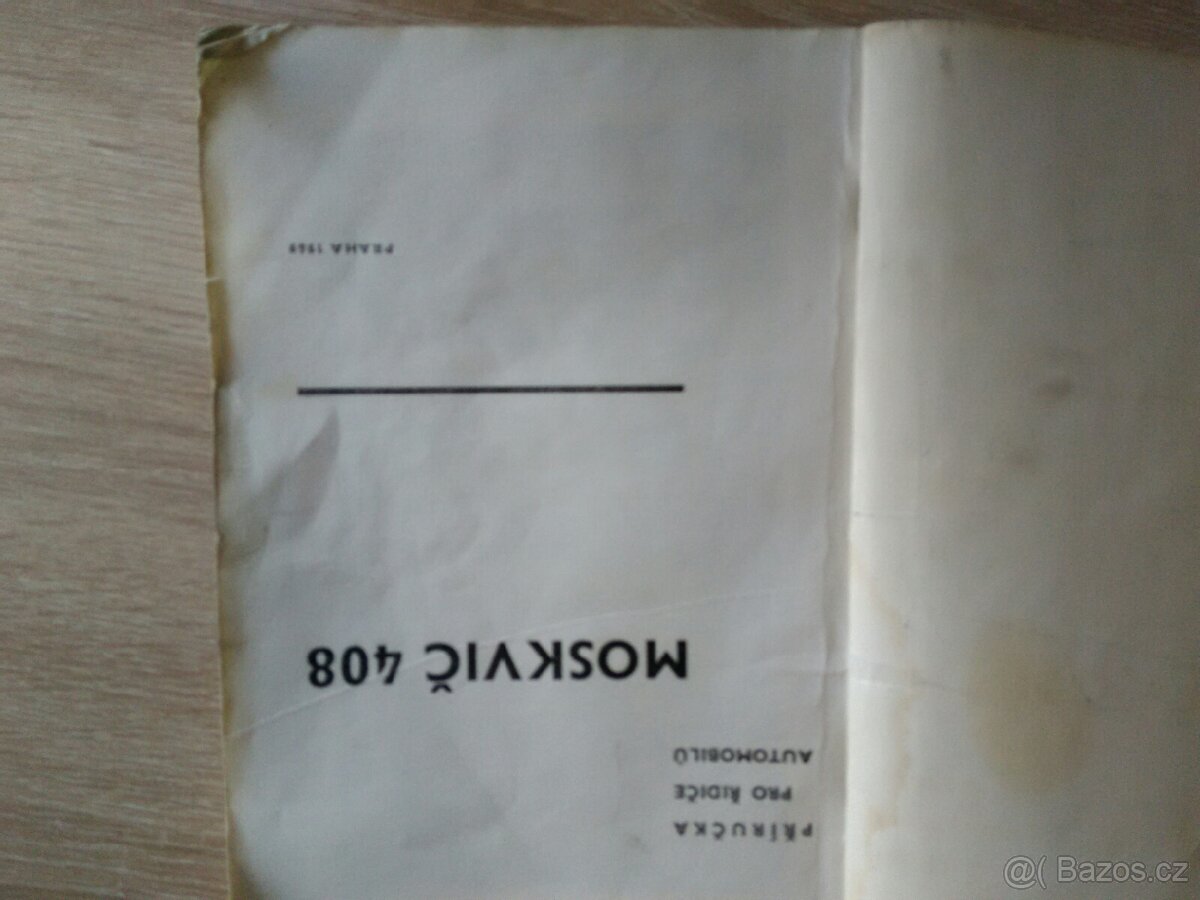 PŘÍRUČKA
PRO ŘIDIČE
AUTOMOBILŮ
MOSKVIČ 408
PRAHA 1969
@( Bazos.cz